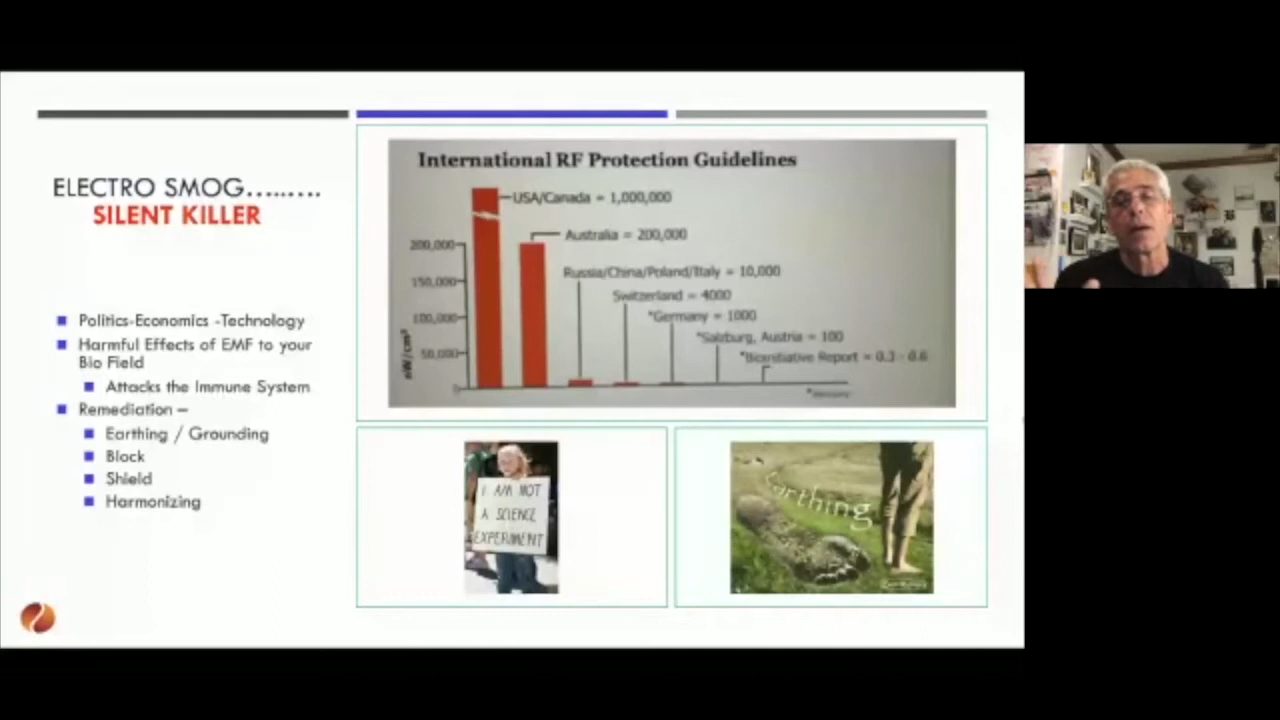 ELECTRO SMOG……….
SILENT KILLER
Politics-Economics -Technology
Harmful Effects of EMF to your
Bio Field
Attacks the Immune System
Remediation –
Earthing / Grounding
Block
Shield
Harmonizing
International RF Protection Guidelines
USA/Canada = 1,000,000
Australia = 200,000
Russia/China/Poland/Italy = 10,000
Switzerland = 4000
*Germany = 1000
*Salzburg, Austria = 100
*Bioinitiative Report = 0.3 - 0.6
200,000
150,000
100,000
50,000
0
nW/cm²
I AM NOT
A SCIENCE
EXPERIMENT
Earthing